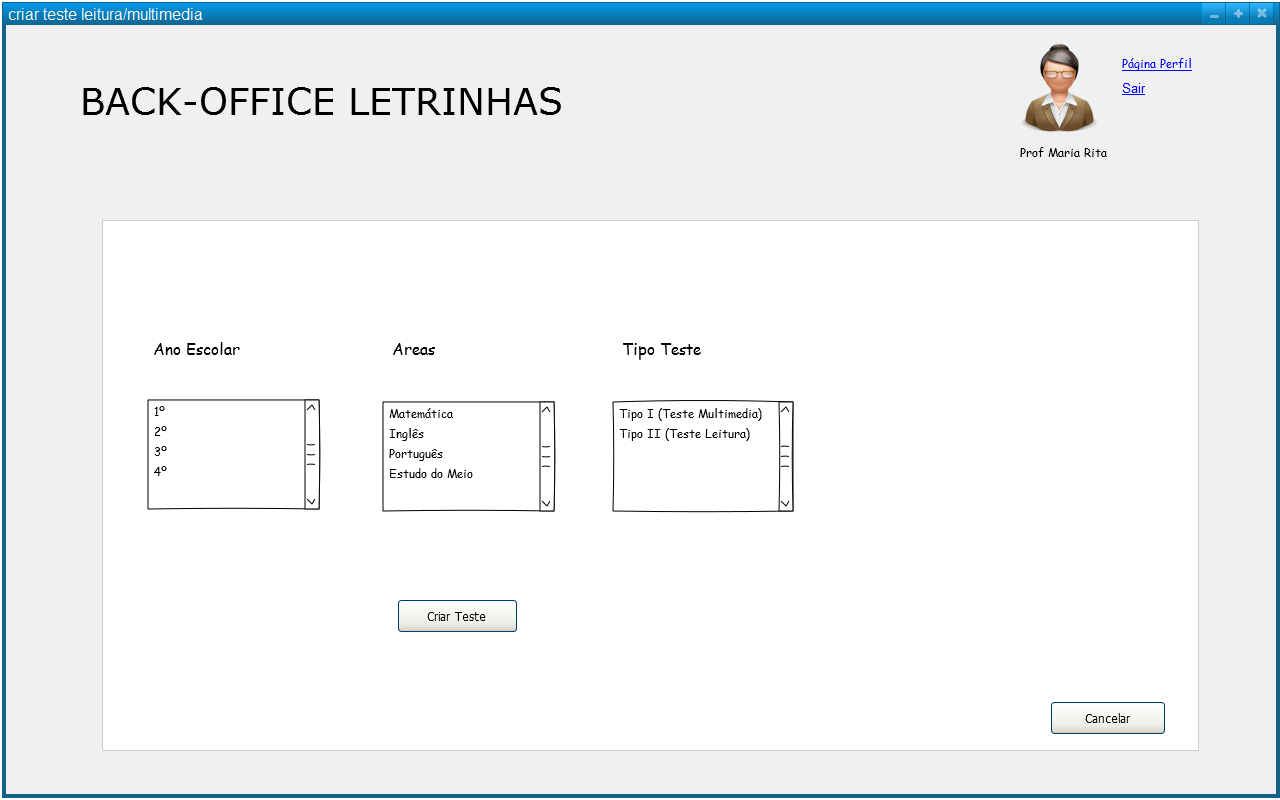 criar teste leitura/multimedia
BACK-OFFICE LETRINHAS
Página Perfil
Sair
Prof Maria Rita
Ano Escolar
1º
2º
3º
4º
Areas
Matemática
Inglês
Português
Estudo do Meio
Tipo Teste
Tipo I (Teste Multimedia)
Tipo II (Teste Leitura)
Criar Teste
Cancelar